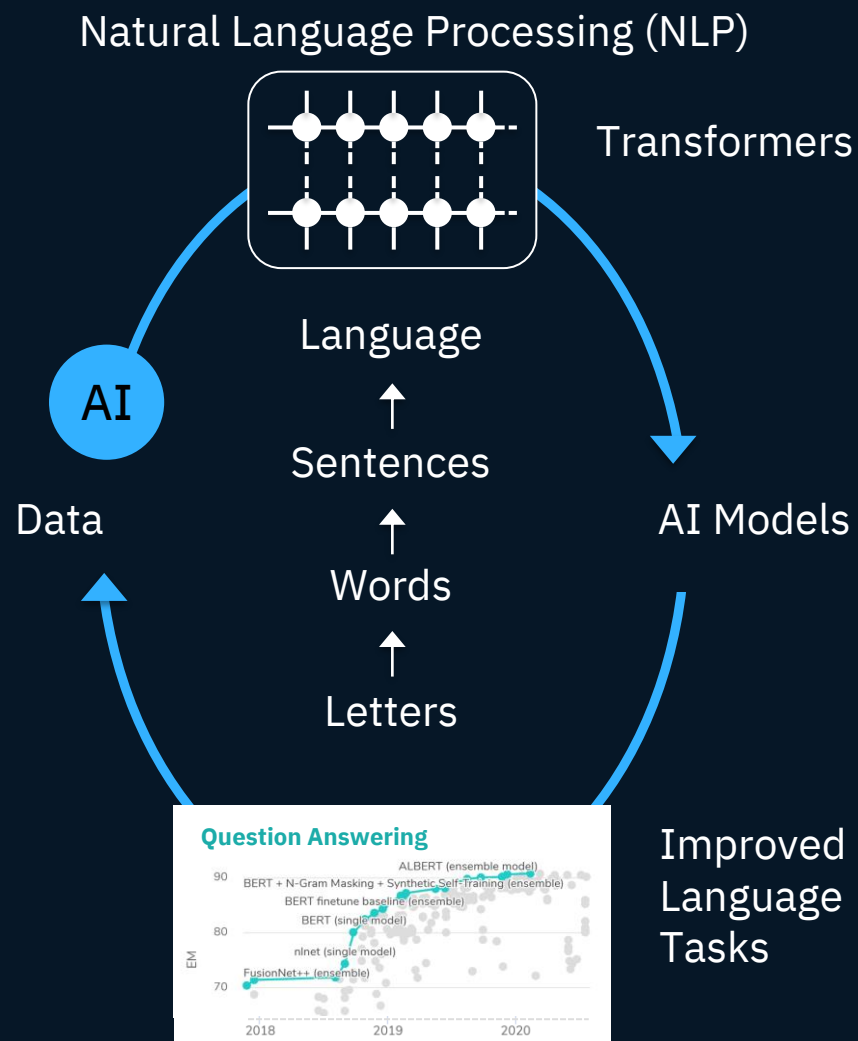 Natural Language Processing (NLP)
Transformers
Language
AI
Sentences
Data
AI Models
Words
Letters
Question Answering
ALBERT (ensemble model)
90
BERT + N-Gram Masking + Synthetic Self-Training (ensemble)
BERT finetune baseline (ensemble)
BERT (single model)
80
EM
nlnet (single model)
FusionNet++ (ensemble)
70
2018
2019
2020
Improved
Language
Tasks